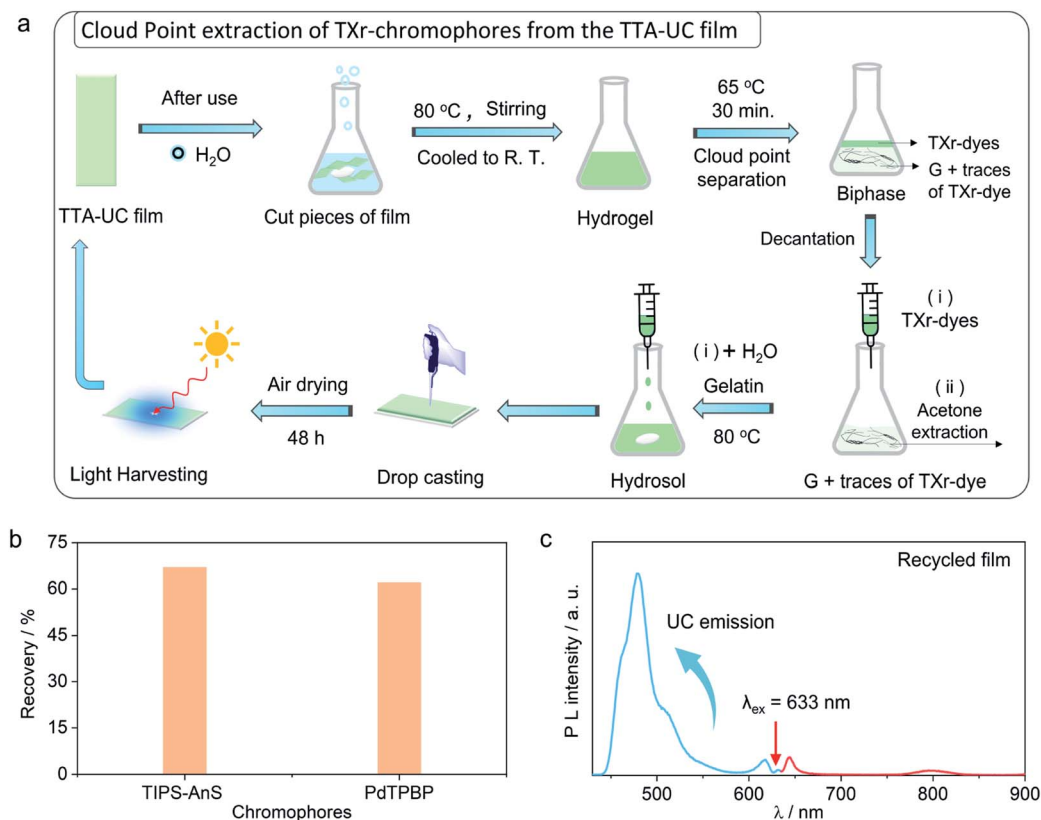 a
Cloud Point extraction of TXr-chromophores from the TTA-UC film
TTA-UC film
After use
H₂O
Cut pieces of film
80 °C , Stirring
Cooled to R. T.
Hydrogel
65 °C
30 min.
Cloud point
separation
TXr-dyes
G + traces
of TXr-dye
Biphase
Decantation
( i )
TXr-dyes
( ii )
Acetone
extraction
G + traces of TXr-dye
( i ) + H₂O
Gelatin
80 °C
Hydrosol
Drop casting
Air drying
48 h
Light Harvesting
b
Recovery / %
75
60
45
30
15
0
TIPS-AnS
PdTPBP
Chromophores
c
Recycled film
P L intensity / a. u.
UC emission
λex = 633 nm
500
600
700
800
900
λ / nm